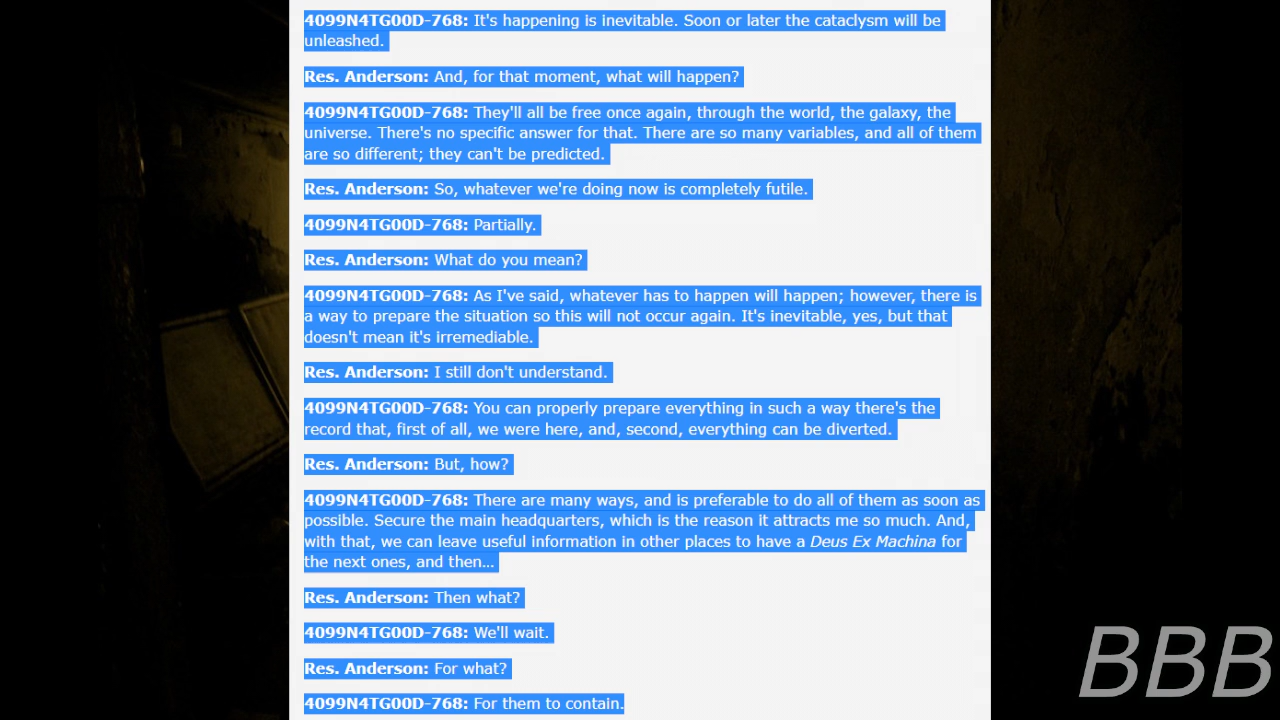 4099N4TG00D-768: It's happening is inevitable. Soon or later the cataclysm will be
unleashed.
Res. Anderson: And, for that moment, what will happen?
4099N4TG00D-768: They'll all be free once again, through the world, the galaxy, the
universe. There's no specific answer for that. There are so many variables, and all of them
are so different; they can't be predicted.
Res. Anderson: So, whatever we're doing now is completely futile.
4099N4TG00D-768: Partially.
Res. Anderson: What do you mean?
4099N4TG00D-768: As I've said, whatever has to happen will happen; however, there is
a way to prepare the situation so this will not occur again. It's inevitable, yes, but that
doesn't mean it's irremediable.
Res. Anderson: I still don't understand.
4099N4TG00D-768: You can properly prepare everything in such a way there's the
record that, first of all, we were here, and, second, everything can be diverted.
Res. Anderson: But, how?
4099N4TG00D-768: There are many ways, and is preferable to do all of them as soon as
possible. Secure the main headquarters, which is the reason it attracts me so much. And,
with that, we can leave useful information in other places to have a Deus Ex Machina for
the next ones, and then...
Res. Anderson: Then what?
4099N4TG00D-768: We'll wait.
Res. Anderson: For what?
4099N4TG00D-768: For them to contain.
BBB